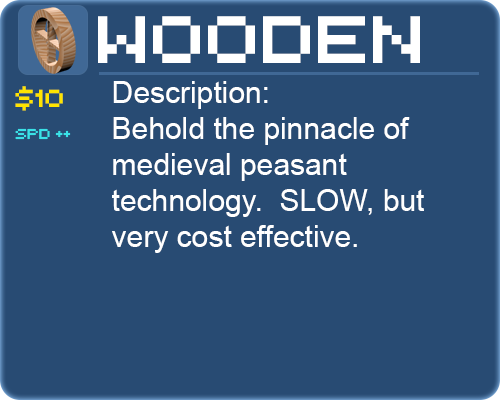 WOODEN
$10
SPD ++
Description:
Behold the pinnacle of
medieval peasant
technology.  SLOW, but
very cost effective.